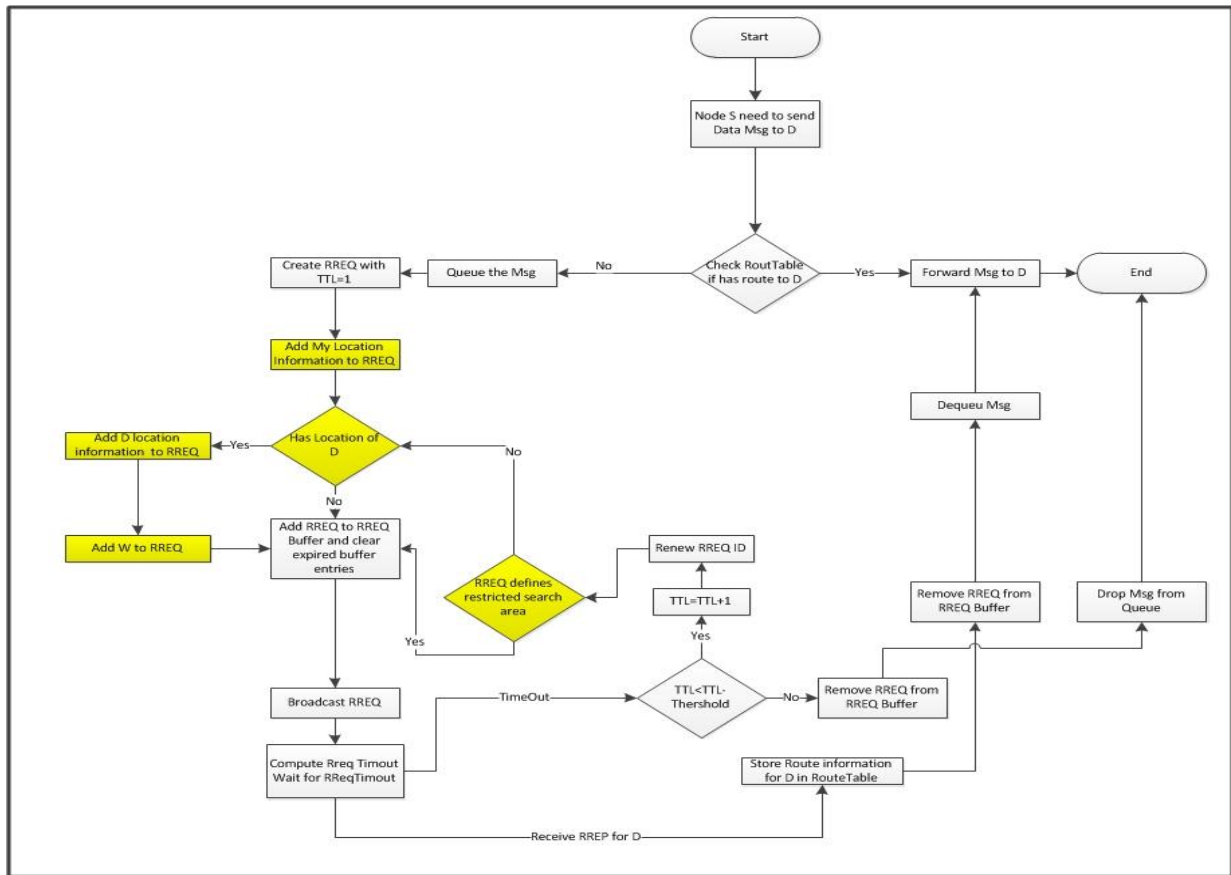 Start
Node S need to send
Data Msg to D
Check RoutTable
if has route to D
No
Yes
Queue the Msg
Create RREQ with
TTL=1
Forward Msg to D
End
Add My Location
Information to RREQ
Has Location of
D
Yes
Add D location
information to RREQ
No
No
Dequeu Msg
Add W to RREQ
Add RREQ to RREQ
Buffer and clear
expired buffer
entries
Renew RREQ ID
RREQ defines
restricted search
area
TTL=TTL+1
Yes
Yes
Remove RREQ from
RREQ Buffer
Drop Msg from
Queue
Broadcast RREQ
TimeOut
TTL<TTL-
Thershold
No
Remove RREQ from
RREQ Buffer
Compute Rreq Timout
Wait for RReqTimout
Store Route information
for D in RouteTable
Receive RREP for D